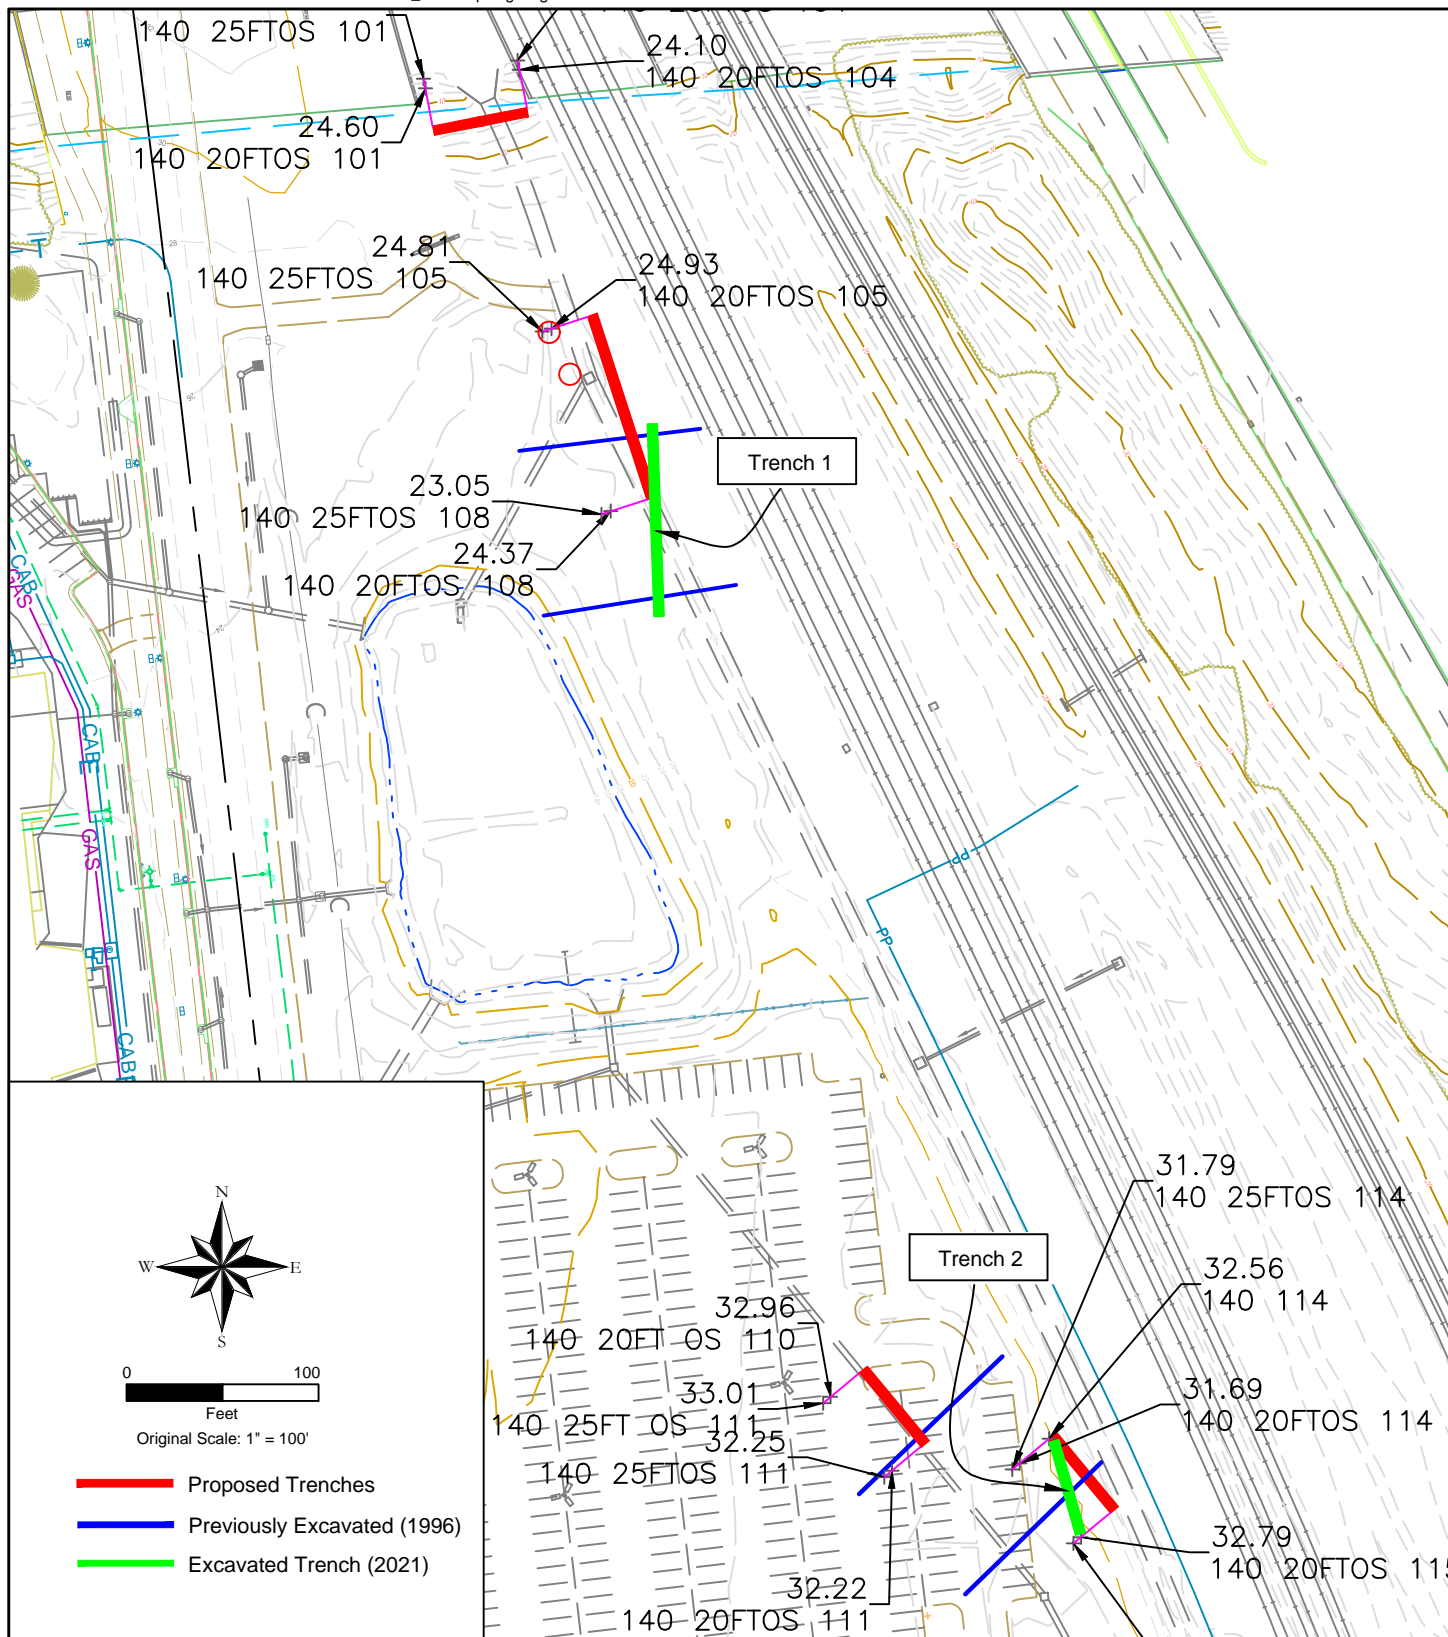 140 25FTOS 101
24.10
140 20FTOS 104
24.60
140 20FTOS 101
24.81
140 25FTOS 105
24.93
140 20FTOS 105
Trench 1
23.05
140 25FTOS 108
24.37
140 20FTOS 108
T
CABLE
GAS
C
CABLE
GAS
C
C
CABE
PP
PP
31.79
140 25FTOS 114
Trench 2
32.56
140 114
32.96
140 20FT OS 110
33.01
140 25FT OS 111
31.69
140 20FTOS 114
32.25
140 25FTOS 111
32.79
140 20FTOS 115
32.22
140 20FTOS 111
N
W
E
S
0 100
Feet
Original Scale: 1" = 100'
Proposed Trenches
Previously Excavated (1996)
Excavated Trench (2021)